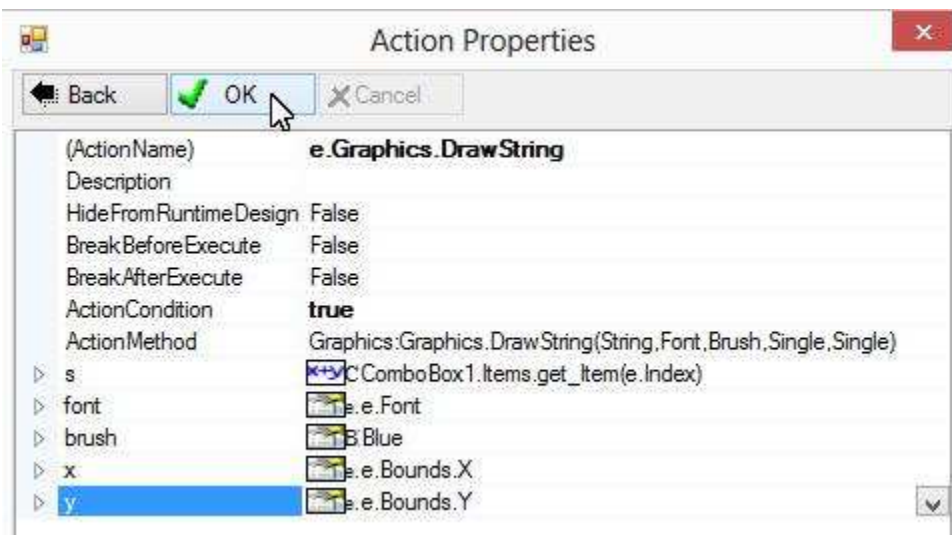 Action Properties
Back OK Cancel
(ActionName) e.Graphics.DrawString
Description
HideFromRuntimeDesign False
BreakBeforeExecute False
BreakAfterExecute False
ActionCondition true
ActionMethod Graphics:Graphics.DrawString(String,Font,Brush,Single,Single)
s x+y C ComboBox1.Items.get_Item(e.Index)
font e.e.Font
brush B Blue
x e.e.Bounds.X
y e.e.Bounds.Y